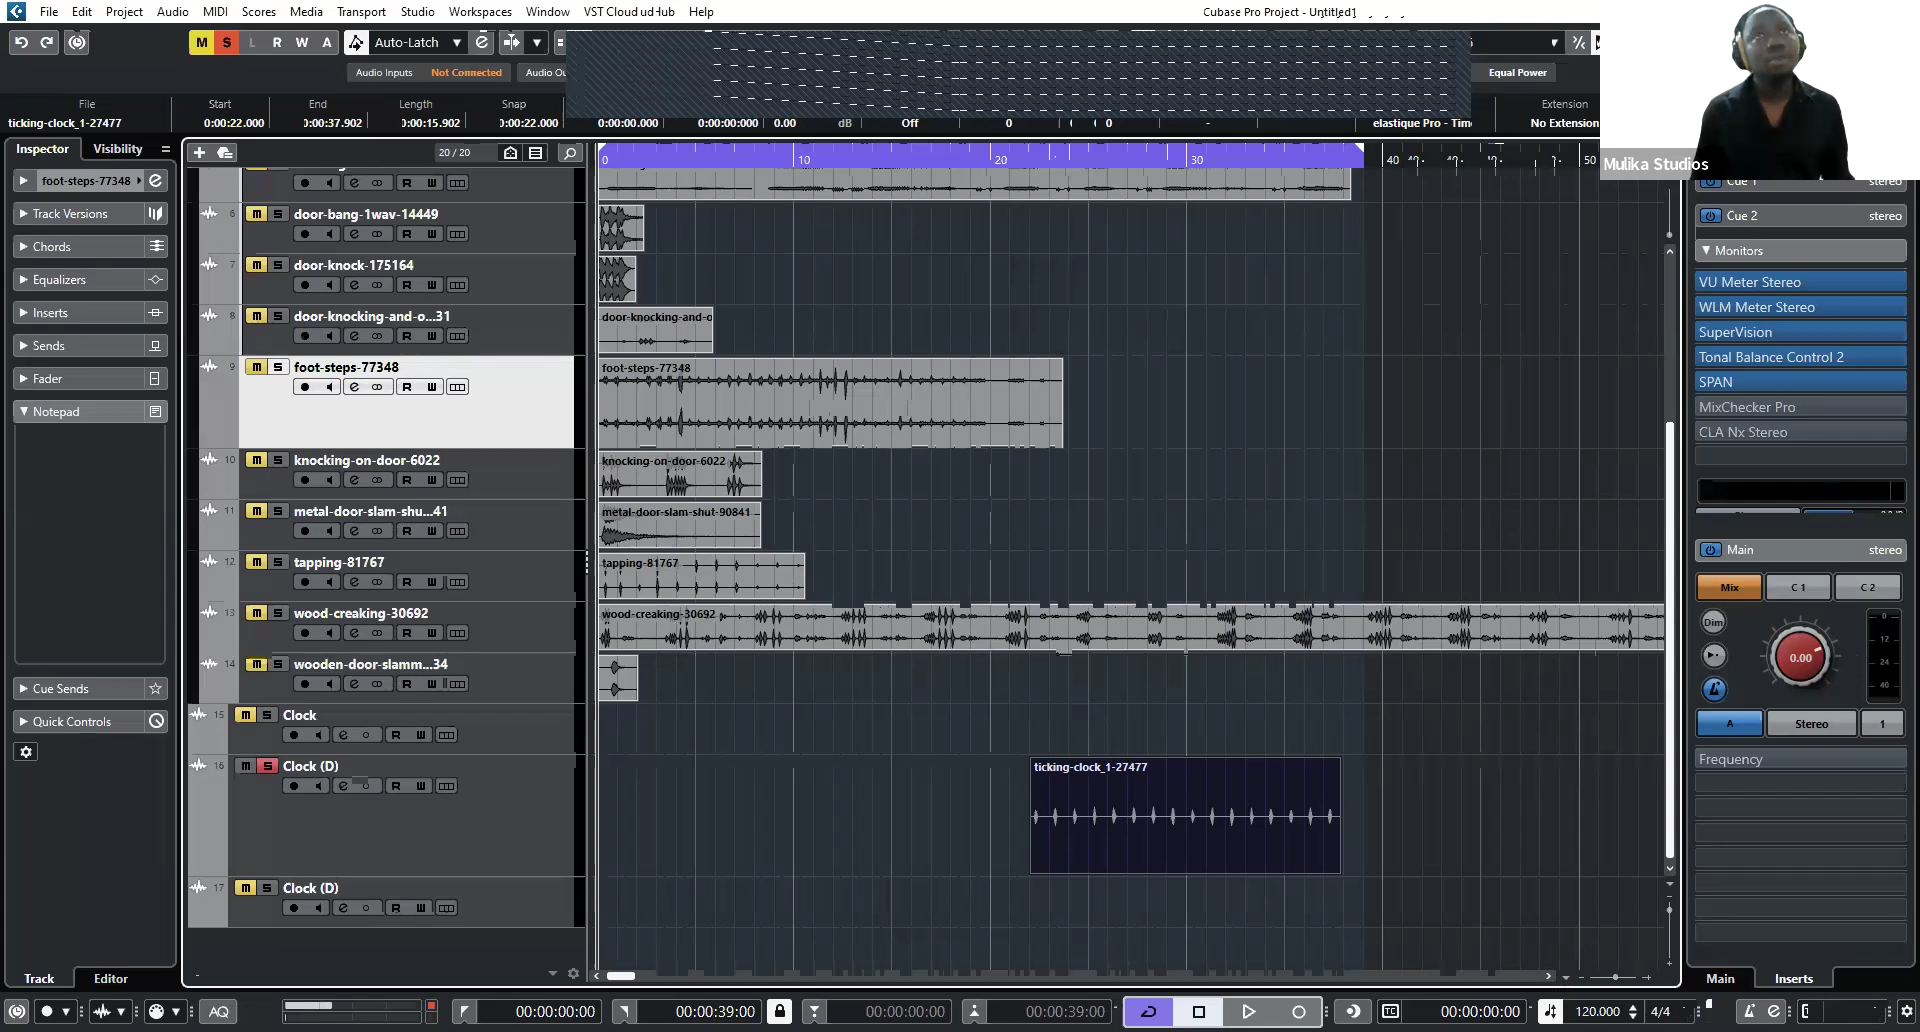 File Edit Project Audio MIDI Scores Media Transport Studio Workspaces Window VST Cloud Hub Help
Cubase Pro Project - Untitled1
M S L R W A Auto-Latch
Audio Inputs Not Connected Audio Ou
Equal Power
File Start End Length Snap Extension
ticking-clock_1-27477 0:00:22.000 0:00:37.902 0:00:15.902 0:00:22.000 0:00:00.000 0:00:00.000 0.00 dB Off 0 0 - elastique Pro - Time No Extension
Mulika Studios
Inspector Visibility
20 / 20
0 10 20 30 40 50
foot-steps-77348
Track Versions
Chords
Equalizers
Inserts
Sends
Fader
Notepad
Cue Sends
Quick Controls
Track Editor
6 m S door-bang-1wav-14449
R W
7 m S door-knock-175164
R W
8 m S door-knocking-and-o...31
R W
door-knocking-and-o
9 m S foot-steps-77348
R W
foot-steps-77348
10 m S knocking-on-door-6022
R W
knocking-on-door-6022
11 m S metal-door-slam-shu...41
R W
metal-door-slam-shut-90841
12 m S tapping-81767
R W
tapping-81767
13 m S wood-creaking-30692
R W
wood-creaking-30692
14 m S wooden-door-slamm...34
R W
15 m S Clock
R W
16 m S Clock (D)
R W
ticking-clock_1-27477
17 m S Clock (D)
R W
Cue 1 stereo
Cue 2 stereo
Monitors
VU Meter Stereo
WLM Meter Stereo
SuperVision
Tonal Balance Control 2
SPAN
MixChecker Pro
CLA Nx Stereo
Main stereo
Mix C 1 C 2
Dim
0.00
0
12
24
40
A Stereo 1
Frequency
Main Inserts
AQ 00:00:00:00 00:00:39:00 00:00:00:00 00:00:39:00 TC 00:00:00:00 120.000 4/4